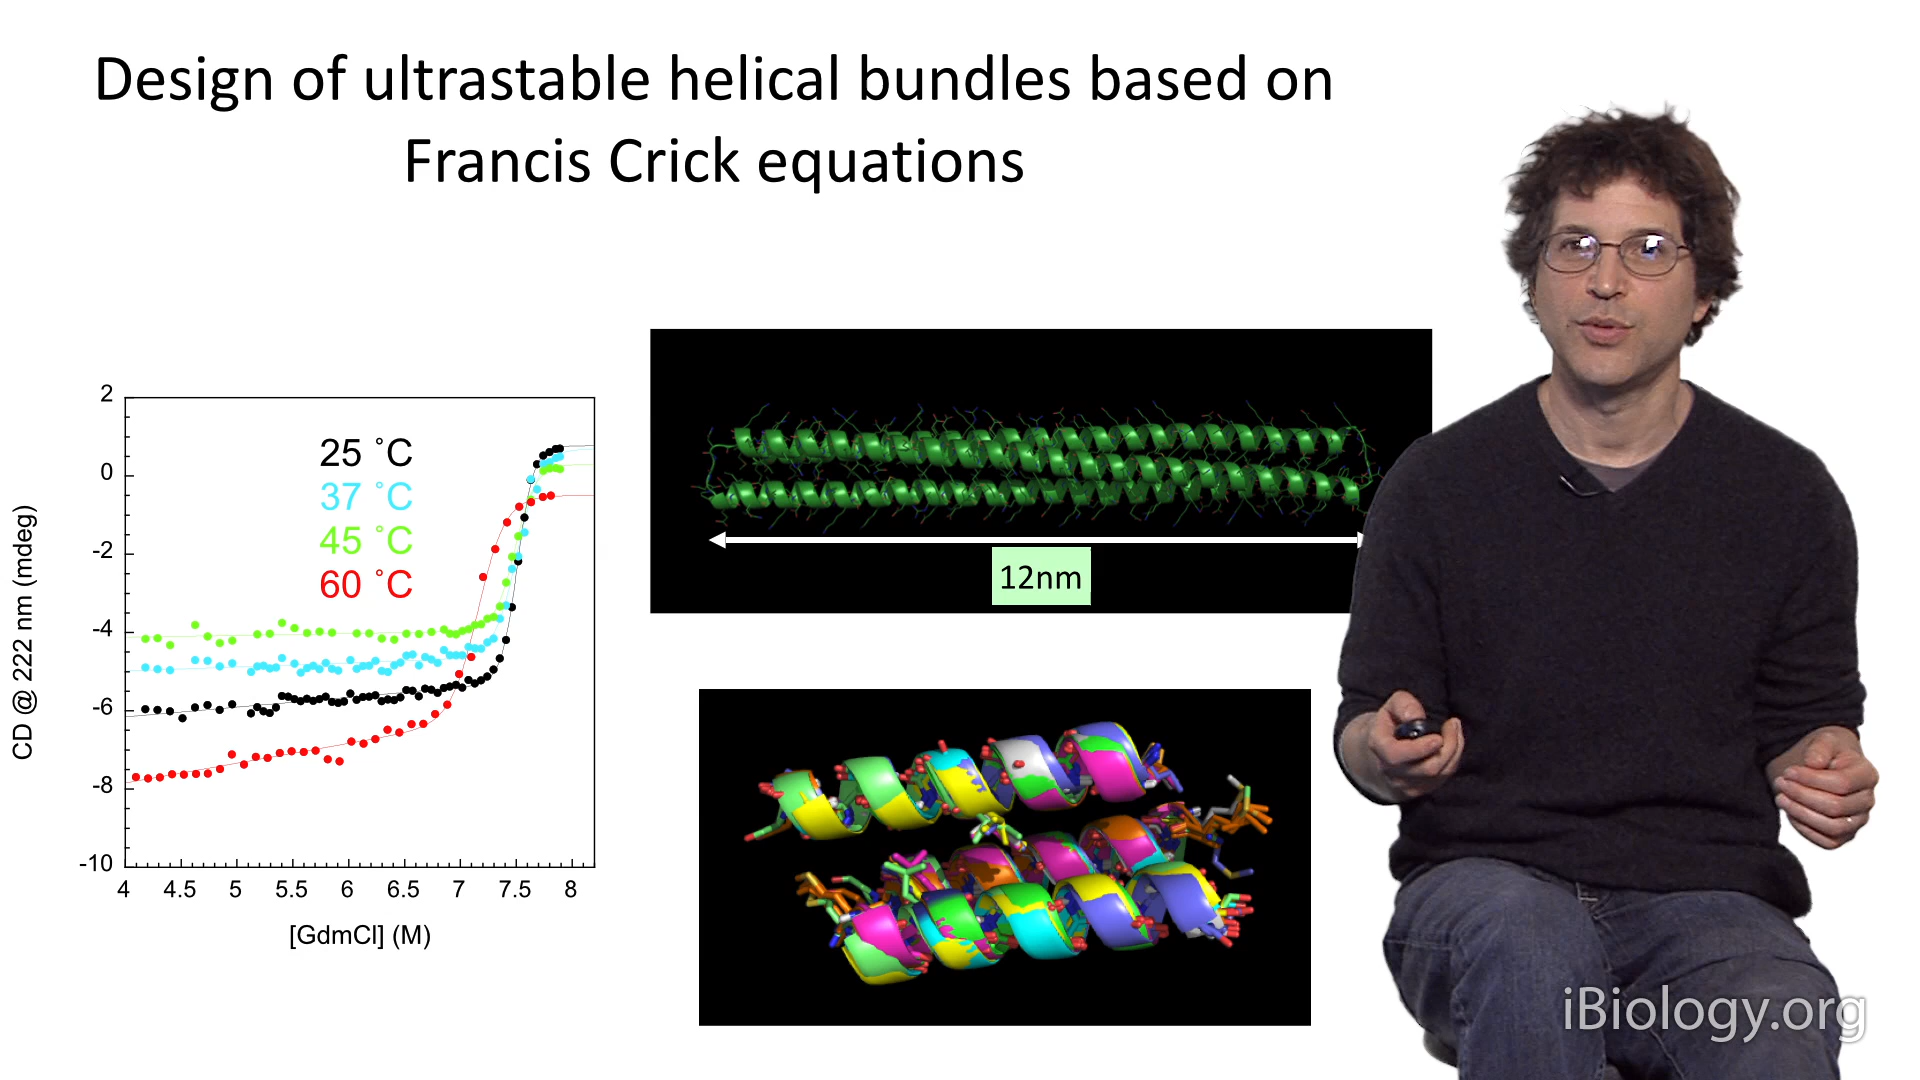 Design of ultrastable helical bundles based on
Francis Crick equations
CD @ 222 nm (mdeg)
2
0
-2
-4
-6
-8
-10
25 ˚C
37 ˚C
45 ˚C
60 ˚C
4 4.5 5 5.5 6 6.5 7 7.5 8
[GdmCl] (M)
12nm
iBiology.org